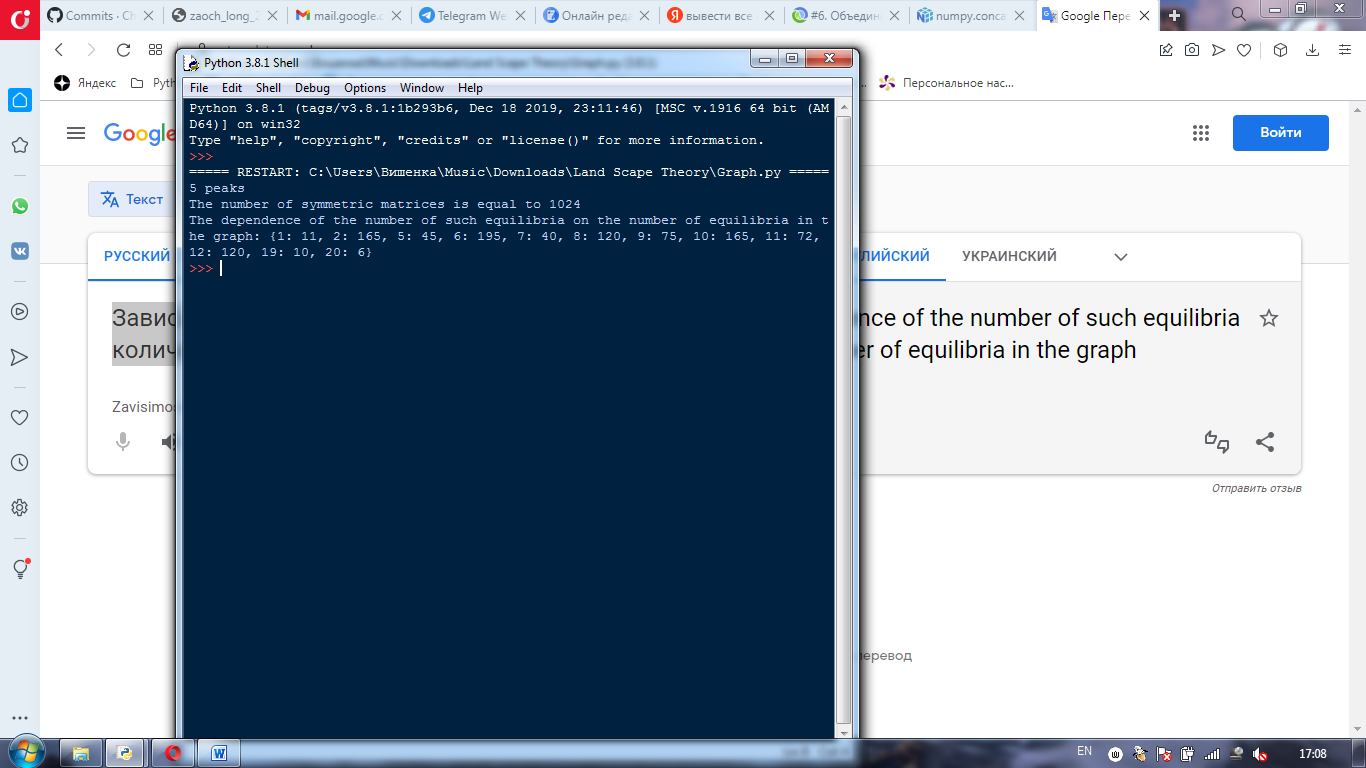 Commits · Ch
zaoch_long_2
mail.google.c
Telegram We
Онлайн реда
вывести все
#6. Объедин
numpy.conca
Google Пере
Python 3.8.1 Shell
Яндекс
Pyth
Персональное нас...
File Edit Shell Debug Options Window Help
Python 3.8.1 (tags/v3.8.1:1b293b6, Dec 18 2019, 23:11:46) [MSC v.1916 64 bit (AM
D64)] on win32
Type "help", "copyright", "credits" or "license()" for more information.
>>>
===== RESTART: C:\Users\Вишенка\Music\Downloads\Land Scape Theory\Graph.py =====
5 peaks
The number of symmetric matrices is equal to 1024
The dependence of the number of such equilibria on the number of equilibria in t
he graph: {1: 11, 2: 165, 5: 45, 6: 195, 7: 40, 8: 120, 9: 75, 10: 165, 11: 72,
12: 120, 19: 10, 20: 6}
>>>
Google
Войти
Текст
РУССКИЙ
ЛИЙСКИЙ
УКРАИНСКИЙ
Завис
колич
nce of the number of such equilibria
er of equilibria in the graph
Zavisimos
Отправить отзыв
перевод
EN
17:08